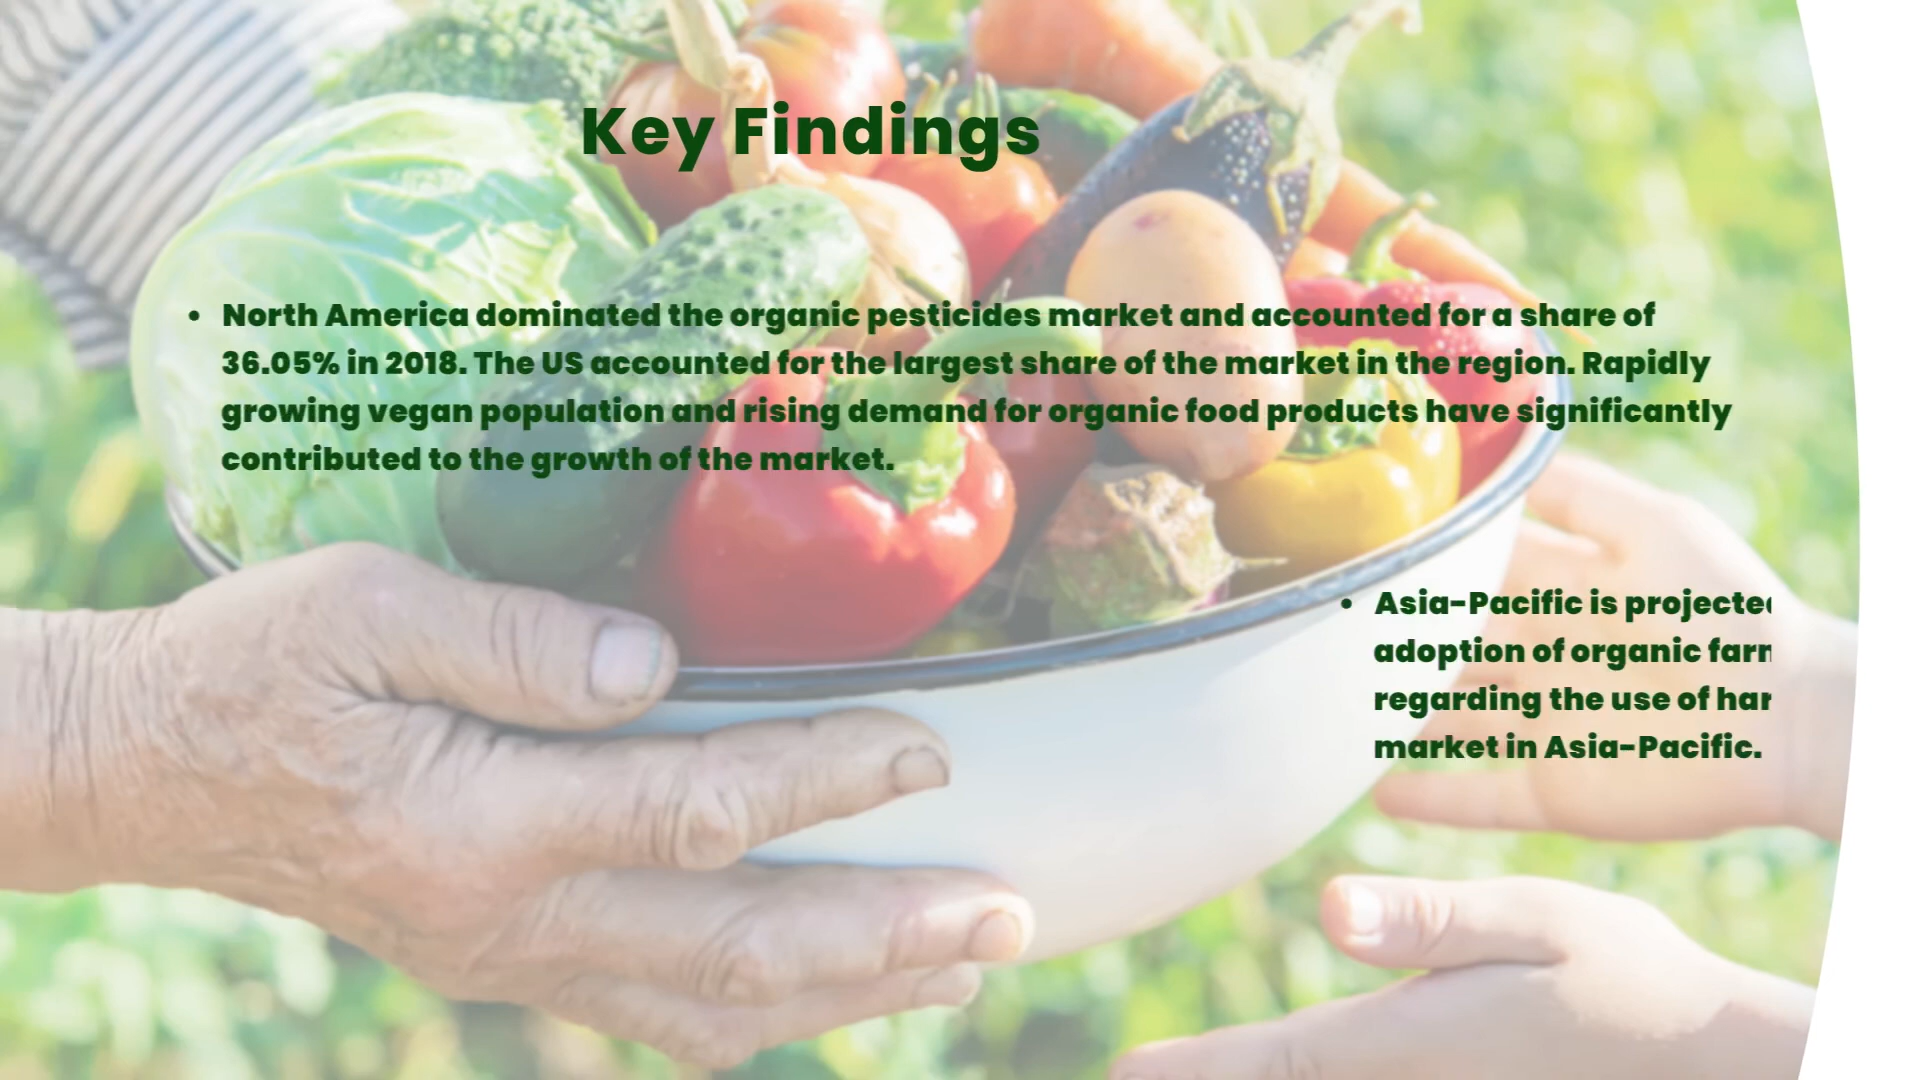 Key Findings
• North America dominated the organic pesticides market and accounted for a share of
36.05% in 2018. The US accounted for the largest share of the market in the region. Rapidly
growing vegan population and rising demand for organic food products have significantly
contributed to the growth of the market.
• Asia-Pacific is
adoption of organic
regarding the use of
market in Asia-Pacific.